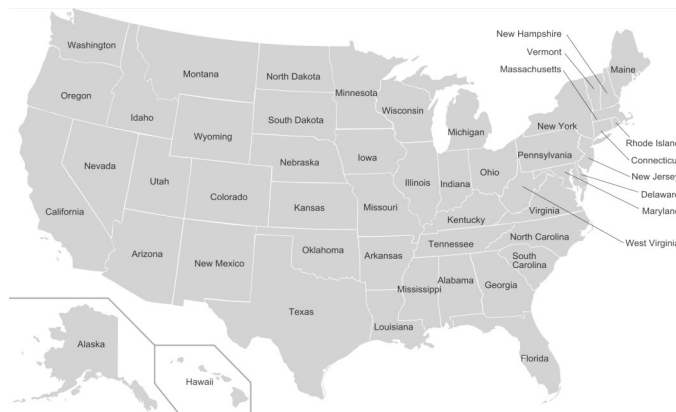 New Hampshire
Vermont
Massachusetts
Washington
Montana
North Dakota
Minnesota
Maine
Oregon
Idaho
Wyoming
South Dakota
Wisconsin
Michigan
New York
Rhode Islan
Connecticu
New Jersey
Delaware
Marylan
Nevada
Utah
Colorado
Nebraska
Iowa
Illinois
Indiana
Ohio
Pennsylvania
California
Kansas
Missouri
Kentucky
Virginia
West Virginia
Arizona
New Mexico
Oklahoma
Arkansas
Tennessee
North Carolina
South
Carolina
Mississippi
Alabama
Georgia
Texas
Louisiana
Florida
Alaska
Hawaii